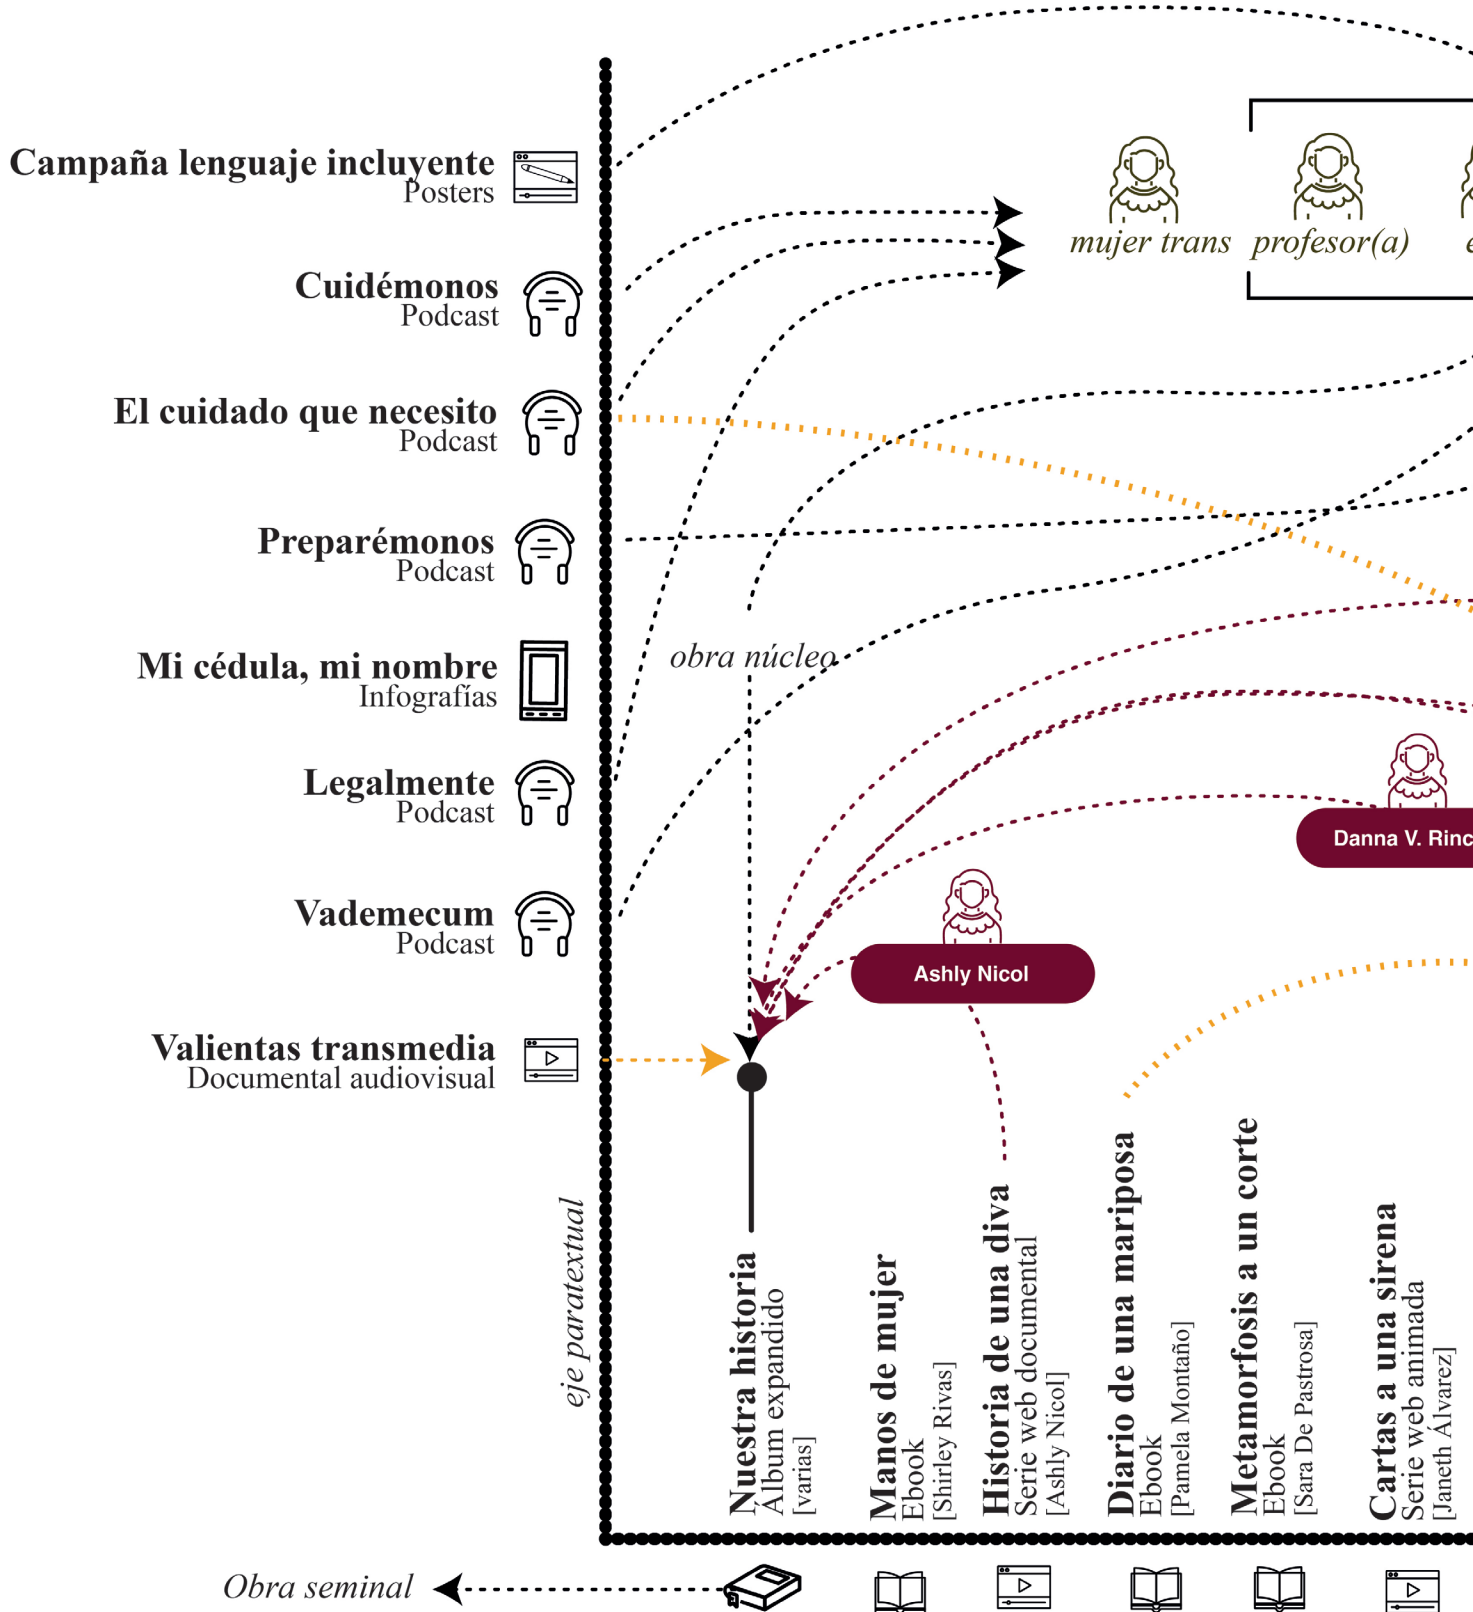 Campaña lenguaje incluyente
Posters
mujer trans
profesor(a)
Cuidémonos
Podcast
El cuidado que necesito
Podcast
Preparémonos
Podcast
Mi cédula, mi nombre
Infografías
obra núcleo
Legalmente
Podcast
Danna V. Rinc
Vademecum
Podcast
Ashly Nicol
Valientas transmedia
Documental audiovisual
eje paratextual
Nuestra historia
Álbum expandido
[varias]
Manos de mujer
Ebook
[Shirley Rivas]
Historia de una diva
Serie web documental
[Ashly Nicol]
Diario de una mariposa
Ebook
[Pamela Montaño]
Metamorfosis a un corte
Ebook
[Sara De Pastrosa]
Cartas a una sirena
Serie web animada
[Janeth Álvarez]
Obra seminal